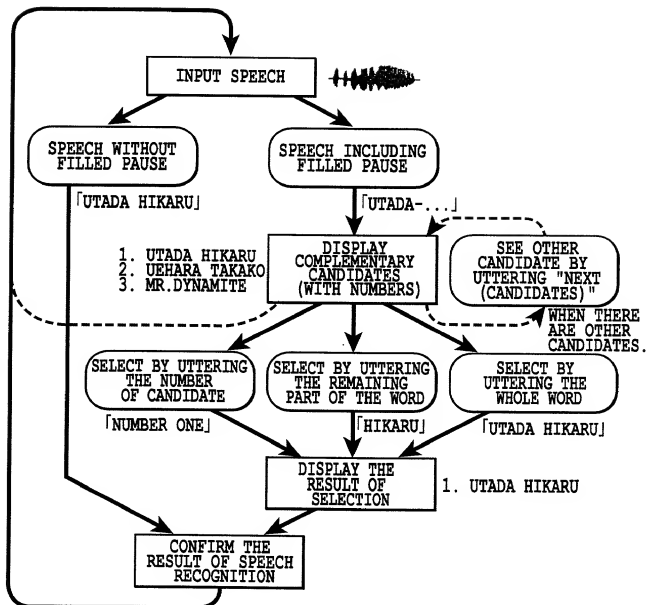 INPUT SPEECH
SPEECH WITHOUT
FILLED PAUSE
SPEECH INCLUDING
FILLED PAUSE
「UTADA HIKARU」
「UTADA-...」
1. UTADA HIKARU
2. UEHARA TAKAKO
3. MR.DYNAMITE
DISPLAY
COMPLEMENTARY
CANDIDATES
(WITH NUMBERS)
SEE OTHER
CANDIDATE BY
UTTERING "NEXT
(CANDIDATES)"
WHEN THERE
ARE OTHER
CANDIDATES.
SELECT BY UTTERING
THE NUMBER
OF CANDIDATE
SELECT BY UTTERING
THE REMAINING
PART OF THE WORD
SELECT BY
UTTERING THE
WHOLE WORD
「NUMBER ONE」
「HIKARU」
「UTADA HIKARU」
DISPLAY THE
RESULT OF
SELECTION
1. UTADA HIKARU
CONFIRM THE
RESULT OF SPEECH
RECOGNITION